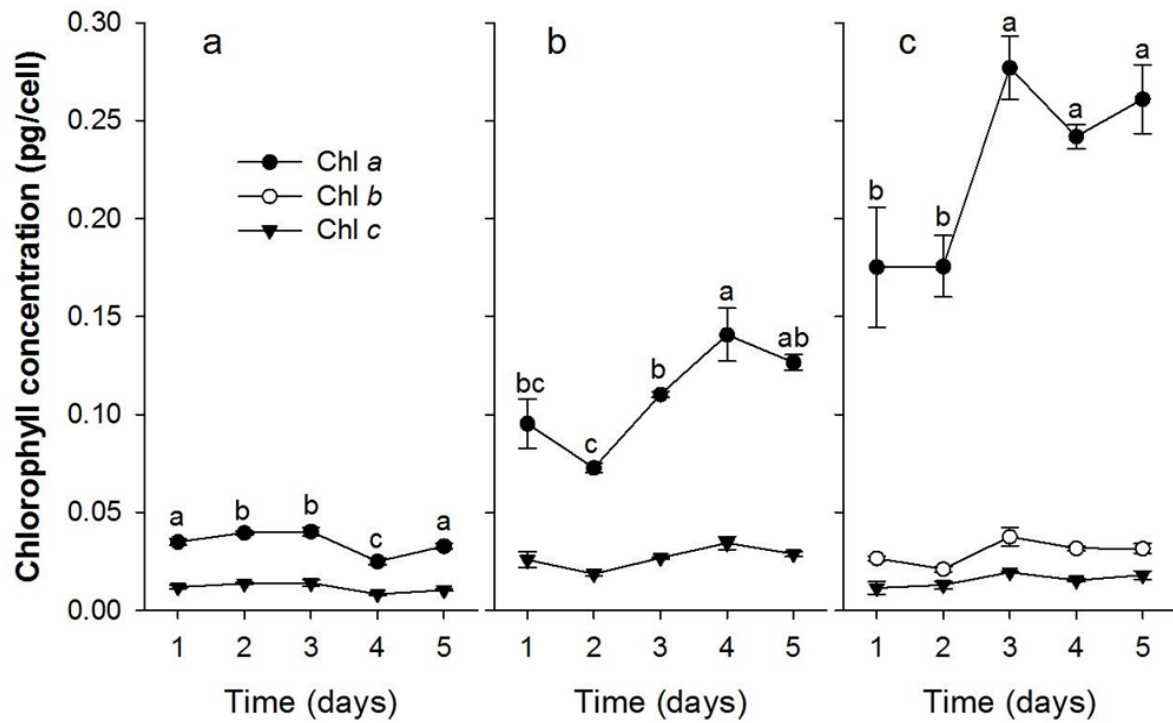 Chlorophyll concentration (pg/cell)
0.30
0.25
0.20
0.15
0.10
0.05
0.00
a
Chl a
Chl b
Chl c
a
b
b
c
a
1 2 3 4 5
Time (days)
b
bc
c
b
a
ab
1 2 3 4 5
Time (days)
c
b
b
a
a
a
1 2 3 4 5
Time (days)